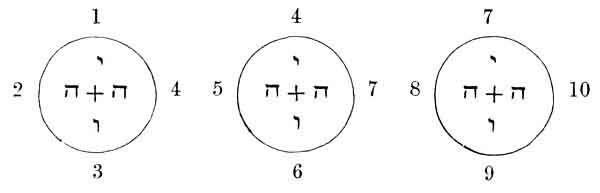 1 4 7
י י י
2 ה + ה 4 5 ה + ה 7 8 ה + ה 10
ו ו ו
3 6 9